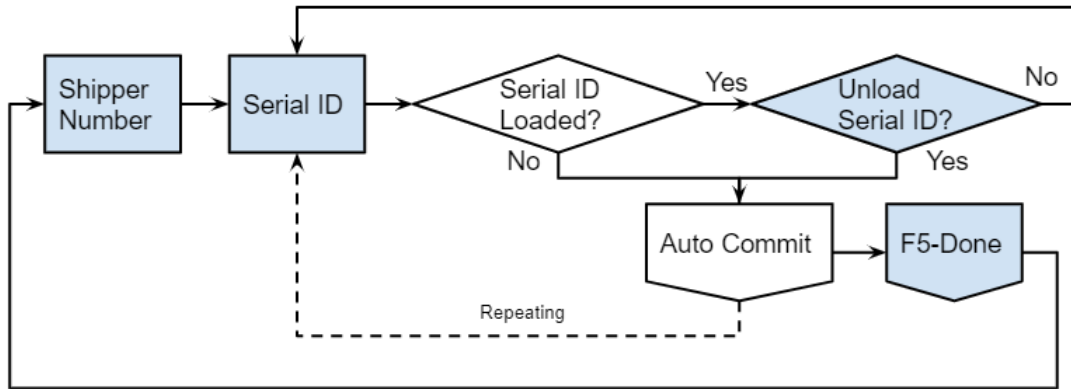 Shipper
Number
Serial ID
Serial ID
Loaded?
Yes
Unload
Serial ID?
No
No
Yes
Auto Commit
F5-Done
Repeating